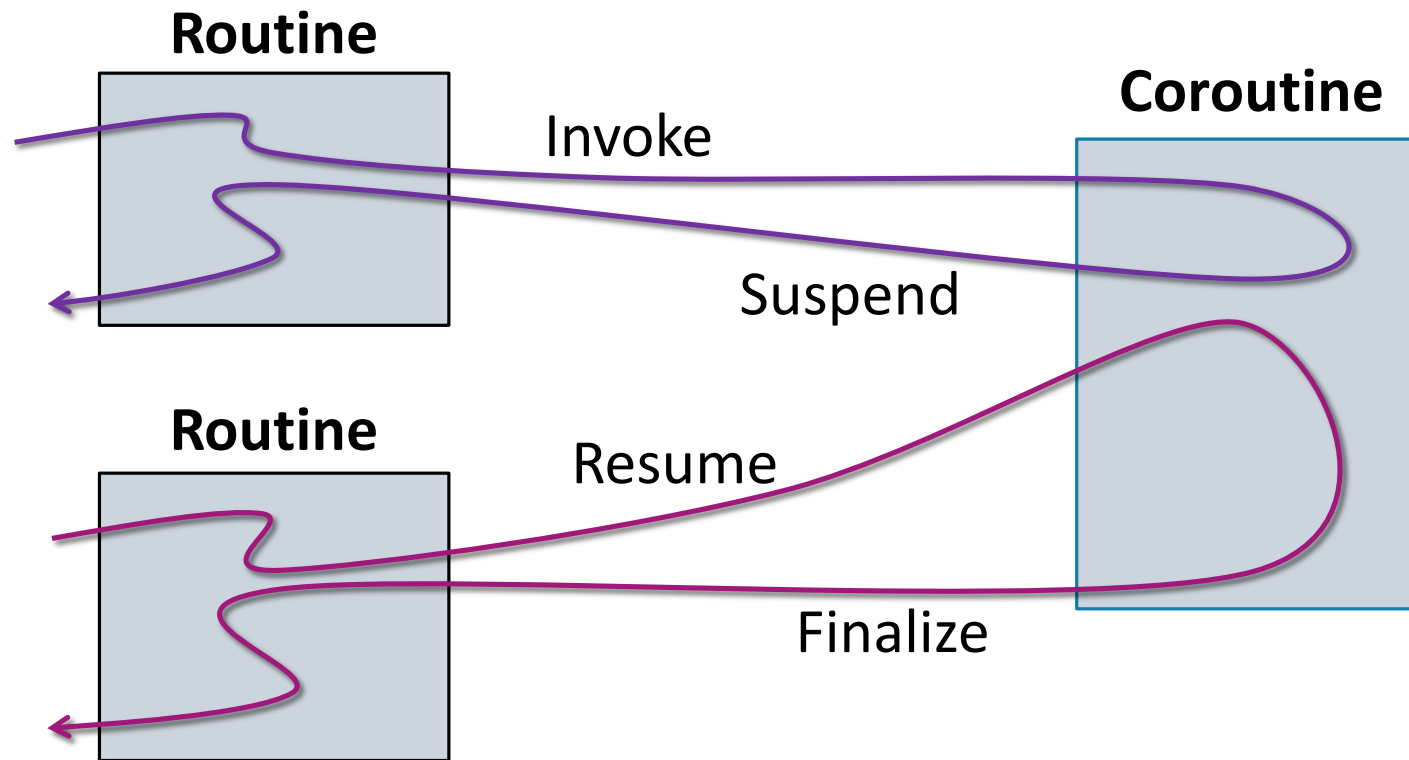 Routine
Coroutine
Invoke
Suspend
Routine
Resume
Finalize